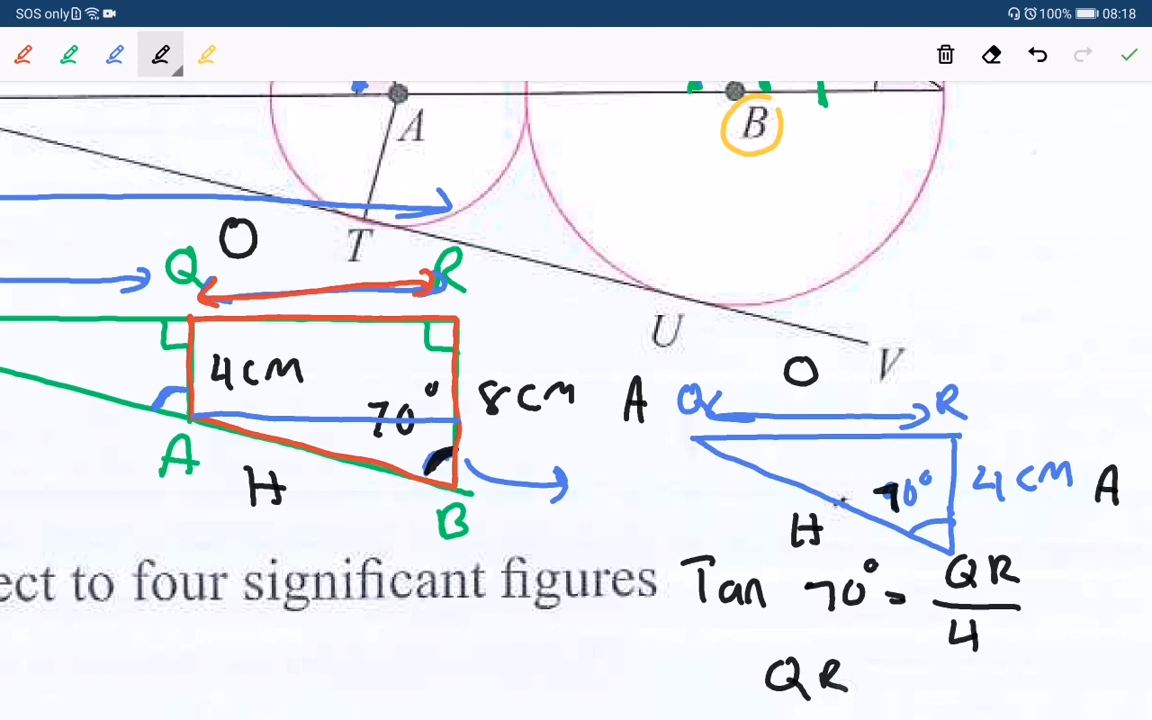 SOS only 100% 08:18
A
B
T
O
Q R
U
V
4cm
70°
8cm A
O
Q R
A
H
B
70°
4cm A
H
ect to four significant figures
Tan 70° = QR
4
QR